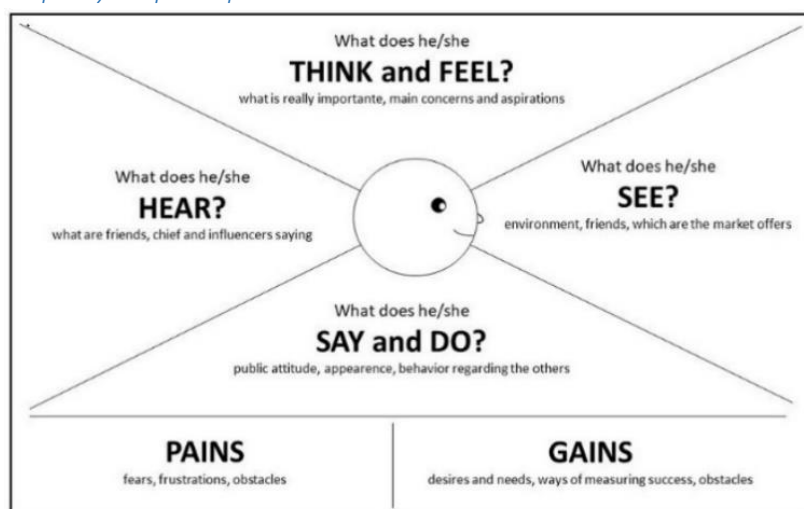 What does he/she
THINK and FEEL?
what is really importante, main concerns and aspirations
What does he/she
HEAR?
what are friends, chief and influencers saying
What does he/she
SEE?
environment, friends, which are the market offers
What does he/she
SAY and DO?
public attitude, appearence, behavior regarding the others
PAINS
fears, frustrations, obstacles
GAINS
desires and needs, ways of measuring success, obstacles